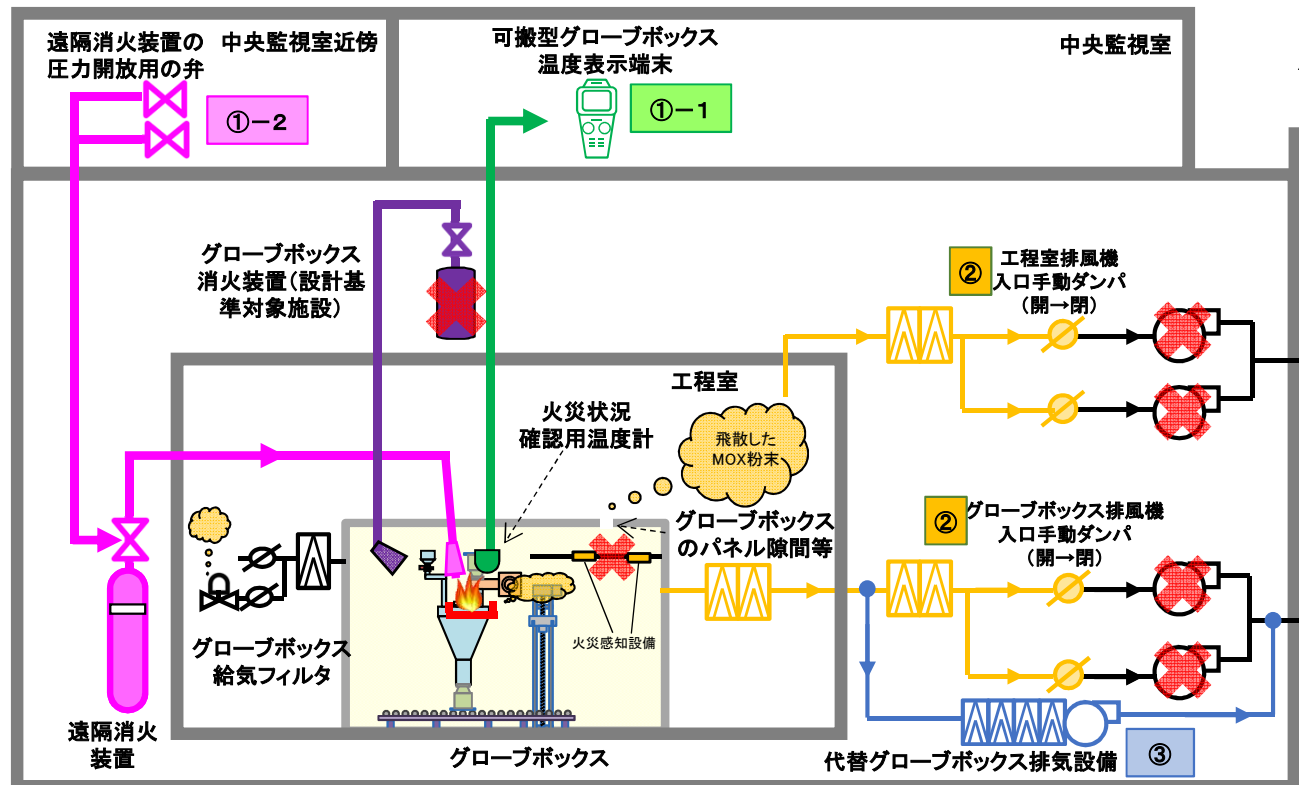 遠隔消火装置の
圧力開放用の弁
中央監視室近傍
①－２
可搬型グローブボックス
温度表示端末
①－１
中央監視室
グローブボックス
消火装置（設計基
準対象施設）
②
工程室排風機
入口手動ダンパ
（開→閉）
工程室
火災状況
確認用温度計
飛散した
MOX粉末
グローブボックス
のパネル隙間等
②
グローブボックス排風機
入口手動ダンパ
（開→閉）
火災感知設備
グローブボックス
給気フィルタ
遠隔消火
装置
グローブボックス
代替グローブボックス排気設備
③